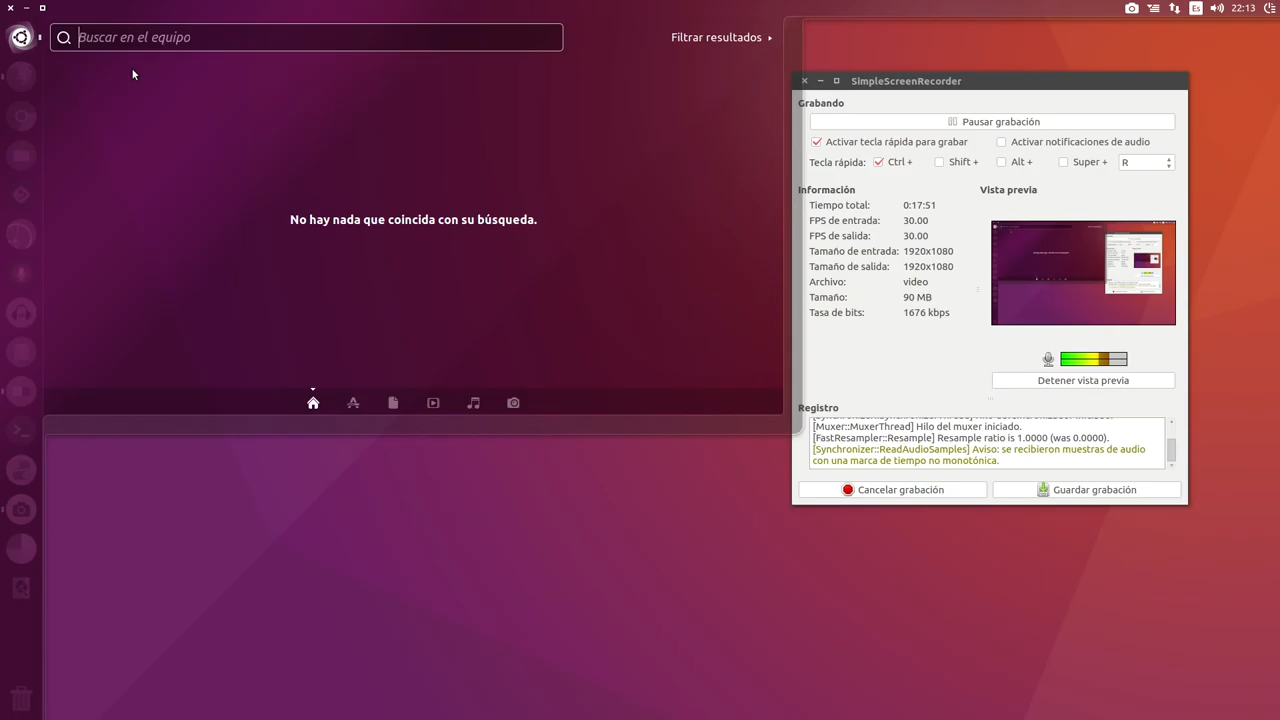 Es
22:13
Buscar en el equipo
Filtrar resultados
No hay nada que coincida con su búsqueda.
SimpleScreenRecorder
Grabando
Pausar grabación
Activar tecla rápida para grabar
Activar notificaciones de audio
Tecla rápida: Ctrl + Shift + Alt + Super + R
Información
Vista previa
Tiempo total: 0:17:51
FPS de entrada: 30.00
FPS de salida: 30.00
Tamaño de entrada: 1920x1080
Tamaño de salida: 1920x1080
Archivo: video
Tamaño: 90 MB
Tasa de bits: 1676 kbps
Detener vista previa
Registro
[Muxer::MuxerThread] Hilo del muxer iniciado.
[FastResampler::Resample] Resample ratio is 1.0000 (was 0.0000).
[Synchronizer::ReadAudioSamples] Aviso: se recibieron muestras de audio
con una marca de tiempo no monotónica.
Cancelar grabación
Guardar grabación